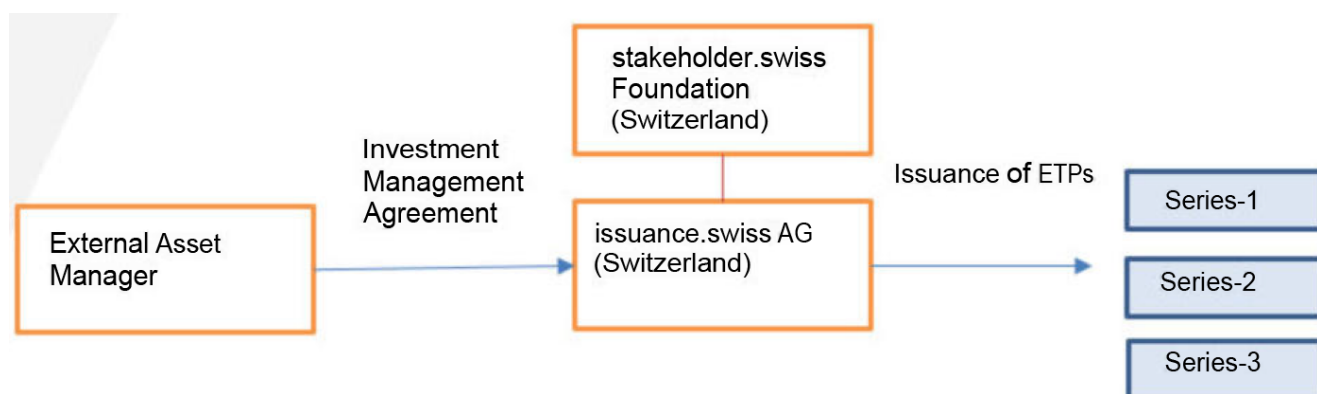 stakeholder.swiss
Foundation
(Switzerland)
Investment
Management
Agreement
Issuance of ETPs
External Asset
Manager
issuance.swiss AG
(Switzerland)
Series-1
Series-2
Series-3